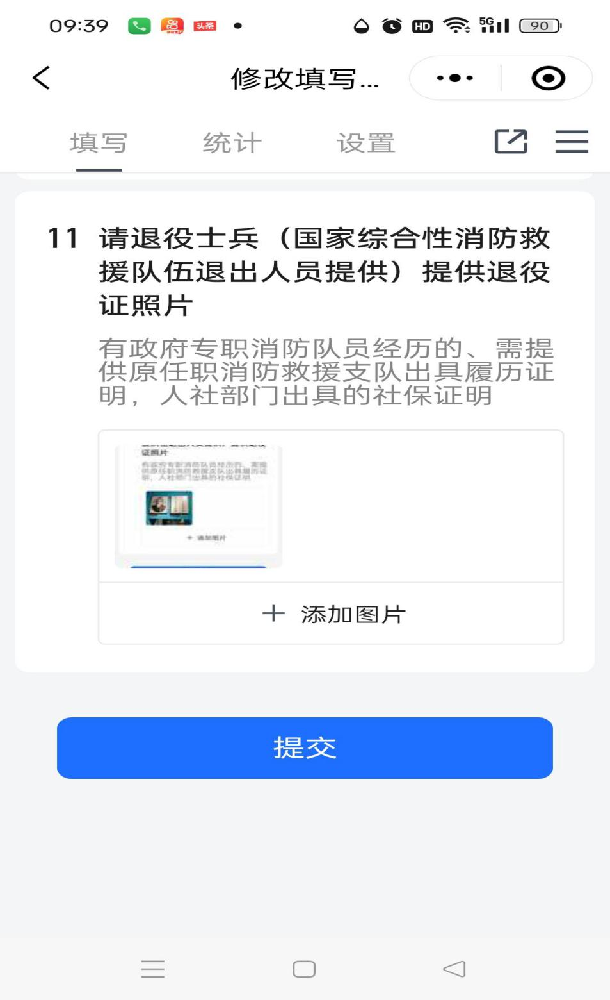 09:39
头条
HD
5G
90
修改填写...
填写 统计 设置
11 请退役士兵（国家综合性消防救
援队伍退出人员提供）提供退役
证照片
有政府专职消防队员经历的、需提
供原任职消防救援支队出具履历证
明，人社部门出具的社保证明
证照片
有政府专职消防队员经历的、需提
供原任职消防救援支队出具履历证
明，人社部门出具的社保证明
+ 添加图片
+ 添加图片
提交